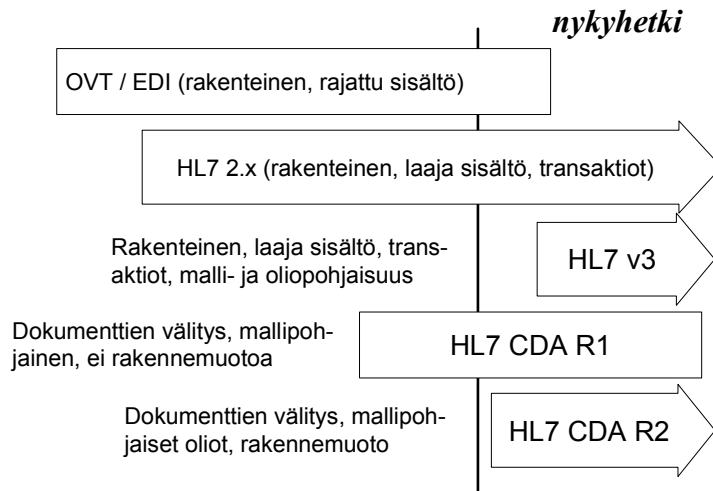 nykyhetki
OVT / EDI (rakenteinen, rajattu sisältö)
HL7 2.x (rakenteinen, laaja sisältö, transaktiot)
Rakenteinen, laaja sisältö, trans-
aktiot, malli- ja oliopohjaisuus
HL7 v3
Dokumenttien välitys, mallipoh-
jainen, ei rakennemuotoa
HL7 CDA R1
Dokumenttien välitys, mallipoh-
jaiset oliot, rakennemuoto
HL7 CDA R2